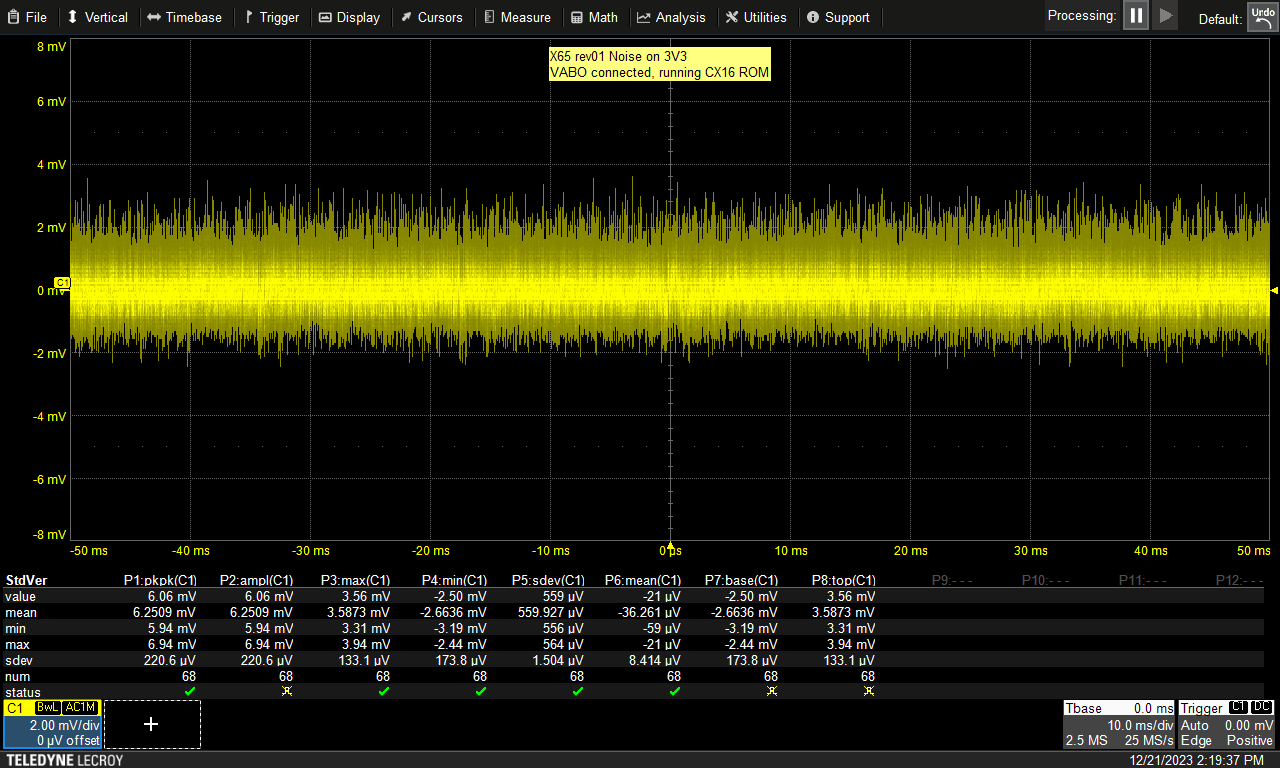 File Vertical Timebase Trigger Display Cursors Measure Math Analysis Utilities Support Processing: Default: Undo
8 mV
X65 rev01 Noise on 3V3
VABO connected, running CX16 ROM
6 mV
4 mV
2 mV
C1
0 mV
-2 mV
-4 mV
-6 mV
-8 mV
-50 ms -40 ms -30 ms -20 ms -10 ms 0 µs 10 ms 20 ms 30 ms 40 ms 50 ms
StdVer P1:pkpk(C1) P2:ampl(C1) P3:max(C1) P4:min(C1) P5:sdev(C1) P6:mean(C1) P7:base(C1) P8:top(C1) P9:- - - P10:- - - P11:- - - P12:- - -
value 6.06 mV 6.06 mV 3.56 mV -2.50 mV 559 µV -21 µV -2.50 mV 3.56 mV
mean 6.2509 mV 6.2509 mV 3.5873 mV -2.6636 mV 559.927 µV -36.261 µV -2.6636 mV 3.5873 mV
min 5.94 mV 5.94 mV 3.31 mV -3.19 mV 556 µV -59 µV -3.19 mV 3.31 mV
max 6.94 mV 6.94 mV 3.94 mV -2.44 mV 564 µV -21 µV -2.44 mV 3.94 mV
sdev 220.6 µV 220.6 µV 133.1 µV 173.8 µV 1.504 µV 8.414 µV 173.8 µV 133.1 µV
num 68 68 68 68 68 68 68 68
status
C1 BwL AC1M
2.00 mV/div
0 µV offset
Tbase 0.0 ms
10.0 ms/div
2.5 MS 25 MS/s
Trigger C1 DC
Auto 0.00 mV
Edge Positive
TELEDYNE LECROY
12/21/2023 2:19:37 PM